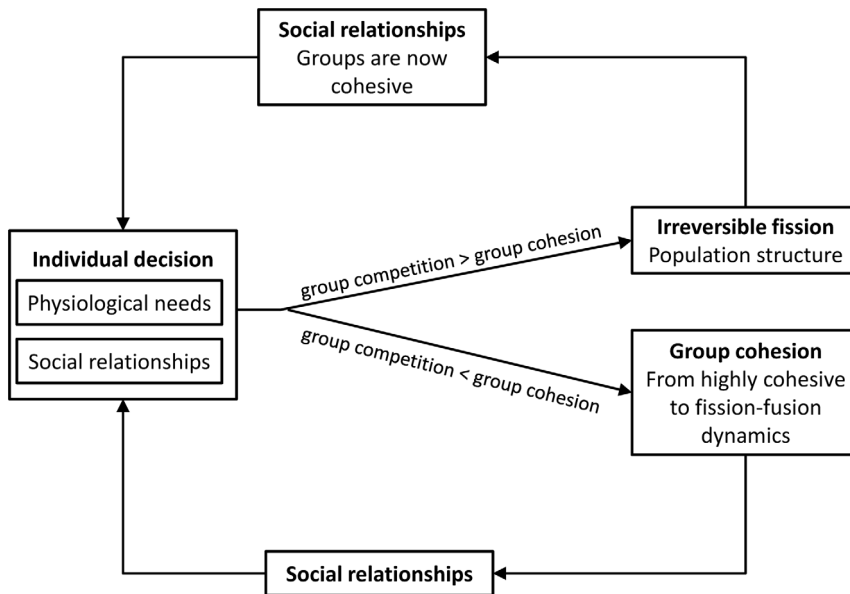 Social relationships
Groups are now
cohesive
Individual decision
Physiological needs
Social relationships
group competition > group cohesion
group competition < group cohesion
Irreversible fission
Population structure
Group cohesion
From highly cohesive
to fission-fusion
dynamics
Social relationships